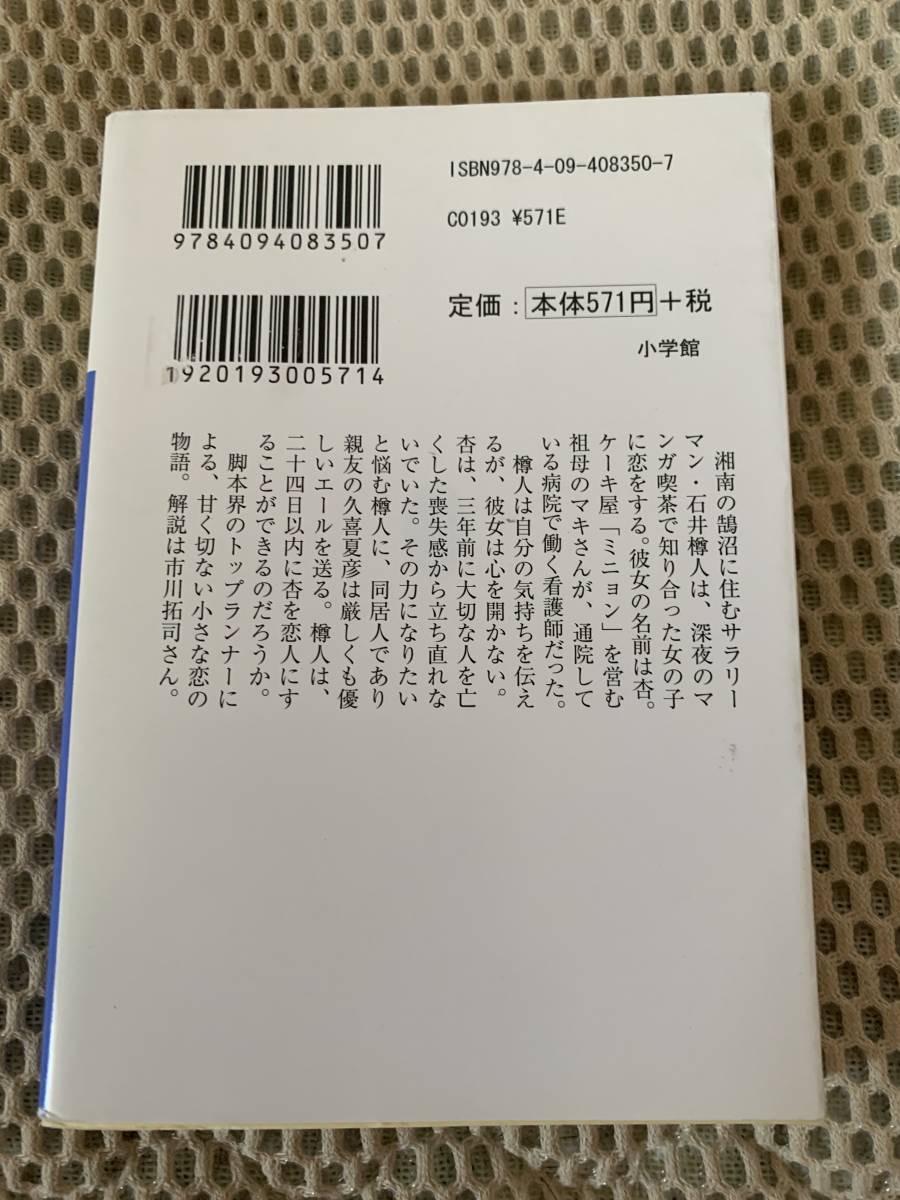 9784094083507
1920193005714
ISBN978-4-09-408350-7
C0193 ¥571E
定価：本体571円＋税
小学館
湘南の鵠沼に住むサラリー
マン・石井樽人は、深夜のマ
ンガ喫茶で知り合った女の子
に恋をする。彼女の名前は杏。
ケーキ屋「ミニョン」を営む
祖母のマキさんが、通院して
いる病院で働く看護師だった。
樽人は自分の気持ちを伝え
るが、彼女は心を開かない。
杏は、三年前に大切な人を亡
くした喪失感から立ち直れな
いでいた。その力になりたい
と悩む樽人に、同居人であり
親友の久喜夏彦は厳しくも優
しいエールを送る。樽人は、
二十四日以内に杏を恋人にす
ることができるのだろうか。
脚本界のトップランナーに
よる、甘く切ない小さな恋の
物語。解説は市川拓司さん。